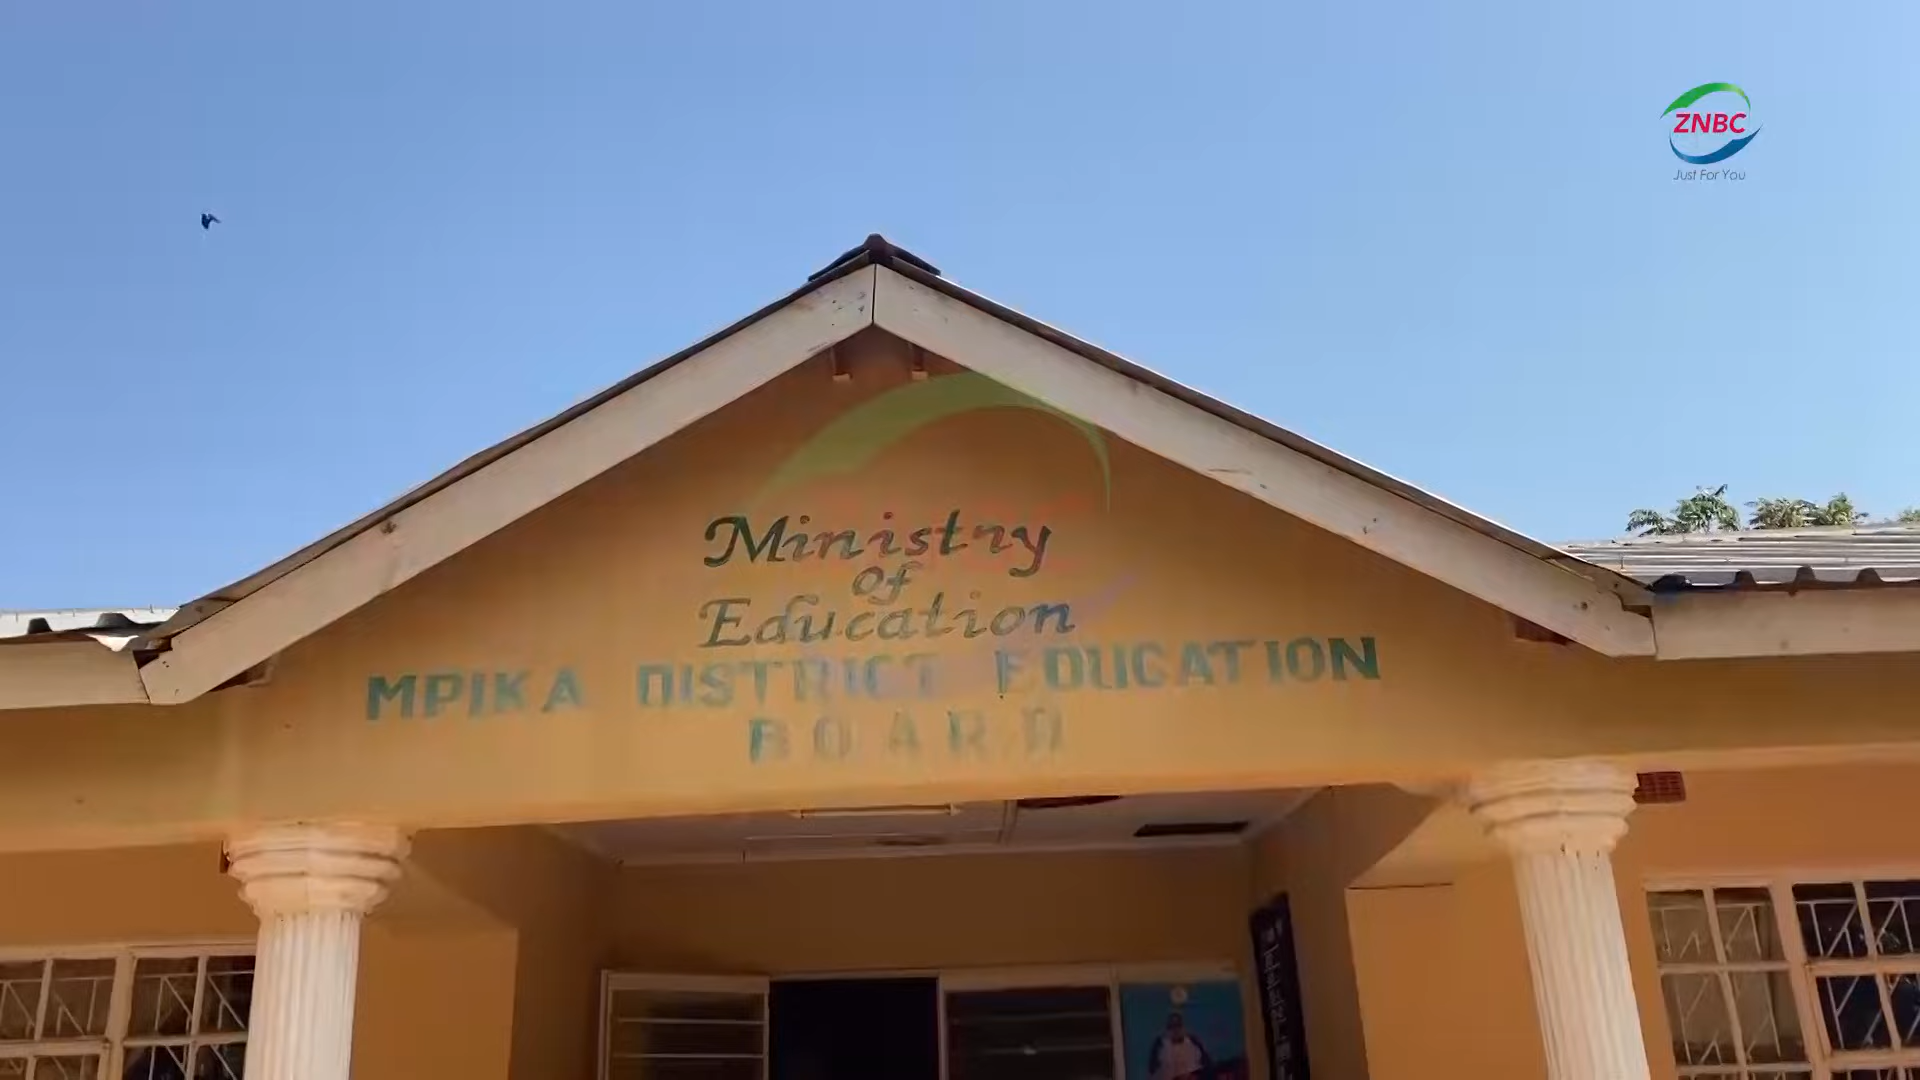 ZNBC
Just For You
Ministry
Of
Education
MPIKA DISTRICT EDUCATION
BOARD